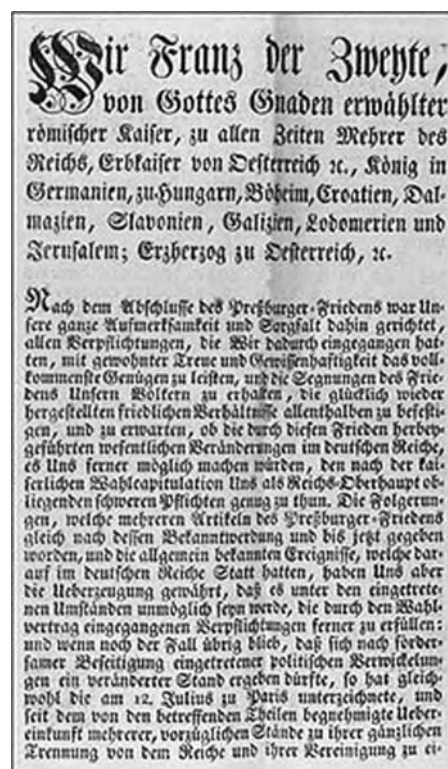 Wir Franz der Zweyte,
von Gottes Gnaden erwählter
römischer Kaiser, zu allen Zeiten Mehrer des
Reichs, Erbkaiser von Oesterreich ꝛc., König in
Germanien, zu Hungarn, Böheim, Croatien, Dal-
mazien, Slavonien, Galizien, Lodomerien und
Jerusalem; Erzherzog zu Oesterreich, ꝛc.
Nach dem Abschlusse des Preßburger-Friedens war Un-
sere ganze Aufmerksamkeit und Sorgfalt dahin gerichtet,
allen Verpflichtungen, die Wir dadurch eingegangen hat-
ten, mit gewohnter Treue und Gewissenhaftigkeit das voll-
kommenste Genügen zu leisten, und die Segnungen des Frie-
dens Unsern Völkern zu erhalten, die glücklich wieder
hergestellten friedlichen Verhältnisse allenthalben zu befesti-
gen, und zu erwarten, ob die durch diesen Frieden herbey-
geführten wesentlichen Veränderungen im deutschen Reiche,
es Uns ferner möglich machen würden, den nach der kai-
serlichen Wahlcapitulation Uns als Reichs-Oberhaupt ob-
liegenden schweren Pflichten genug zu thun. Die Folgerun-
gen, welche mehreren Artikeln des Preßburger-Friedens
gleich nach dessen Bekanntwerdung und bis jetzt gegeben
worden, und die allgemein bekannten Ereignisse, welche dar-
auf im deutschen Reiche Statt hatten, haben Uns aber
die Ueberzeugung gewährt, daß es unter den eingetrete-
nen Umständen unmöglich seyn werde, die durch den Wahl-
vertrag eingegangenen Verpflichtungen ferner zu erfüllen:
und wenn noch der Fall übrig blieb, daß sich nach förder-
samer Beseitigung eingetretener politischen Verwickelun-
gen ein veränderter Stand ergeben dürfte, so hat gleich-
wohl die am 12. Julius zu Paris unterzeichnete, und
seit dem von den betreffenden Theilen begnehmigte Ueber-
einkunft mehrerer, vorzüglichen Stände zu ihrer gänzlichen
Trennung von dem Reiche und ihrer Vereinigung zu ei-